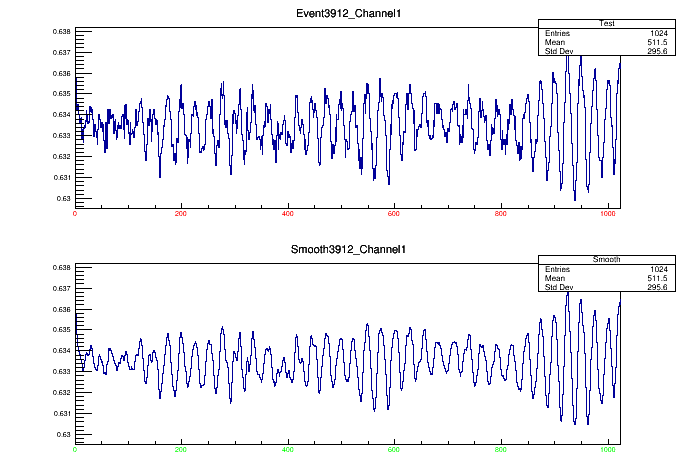 Event3912_Channel1
Test
Entries 1024
Mean 511.5
Std Dev 295.6
0.638
0.637
0.636
0.635
0.634
0.633
0.632
0.631
0.63
0 200 400 600 800 1000
Smooth3912_Channel1
Smooth
Entries 1024
Mean 511.5
Std Dev 295.6
0.638
0.637
0.636
0.635
0.634
0.633
0.632
0.631
0.63
0 200 400 600 800 1000